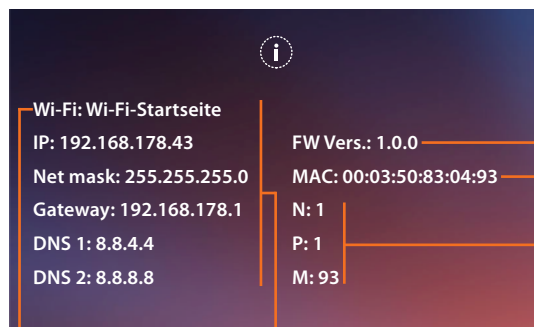 i
Wi-Fi: Wi-Fi-Startseite
IP: 192.168.178.43
Net mask: 255.255.255.0
Gateway: 192.168.178.1
DNS 1: 8.8.4.4
DNS 2: 8.8.8.8
FW Vers.: 1.0.0
MAC: 00:03:50:83:04:93
N: 1
P: 1
M: 93